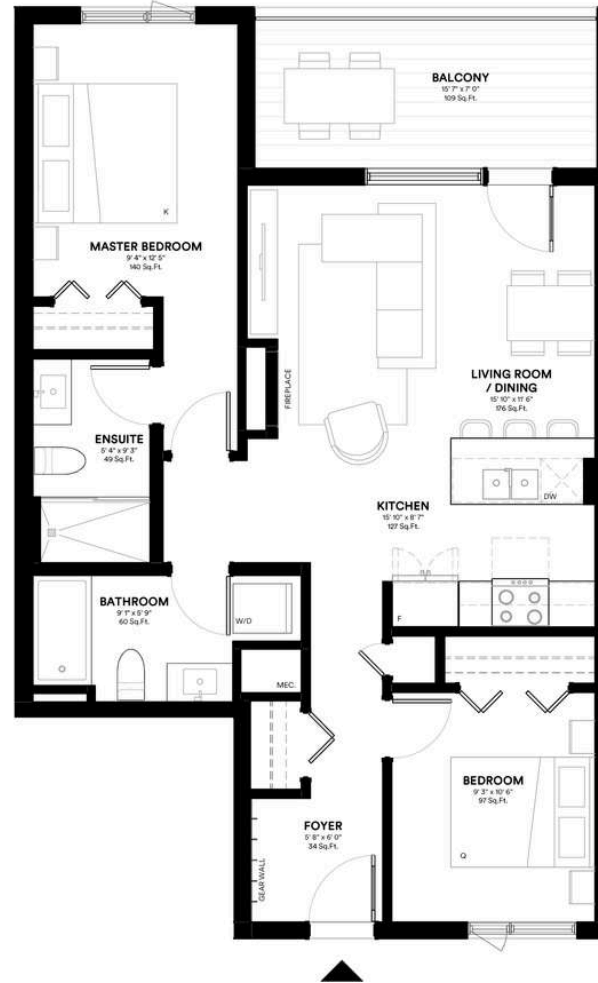 BALCONY
15' 7" x 7' 0"
109 Sq.Ft.
K
MASTER BEDROOM
9' 4" x 12' 5"
140 Sq.Ft.
FIREPLACE
LIVING ROOM
/ DINING
15' 10" x 11' 6"
176 Sq.Ft.
ENSUITE
5' 4" x 9' 3"
49 Sq.Ft.
DW
KITCHEN
15' 10" x 8' 7"
127 Sq.Ft.
BATHROOM
9' 1" x 5' 9"
60 Sq.Ft.
W/D
F
MEC.
BEDROOM
9' 3" x 10' 6"
97 Sq.Ft.
Q
FOYER
5' 8" x 6' 0"
34 Sq.Ft.
GEAR WALL